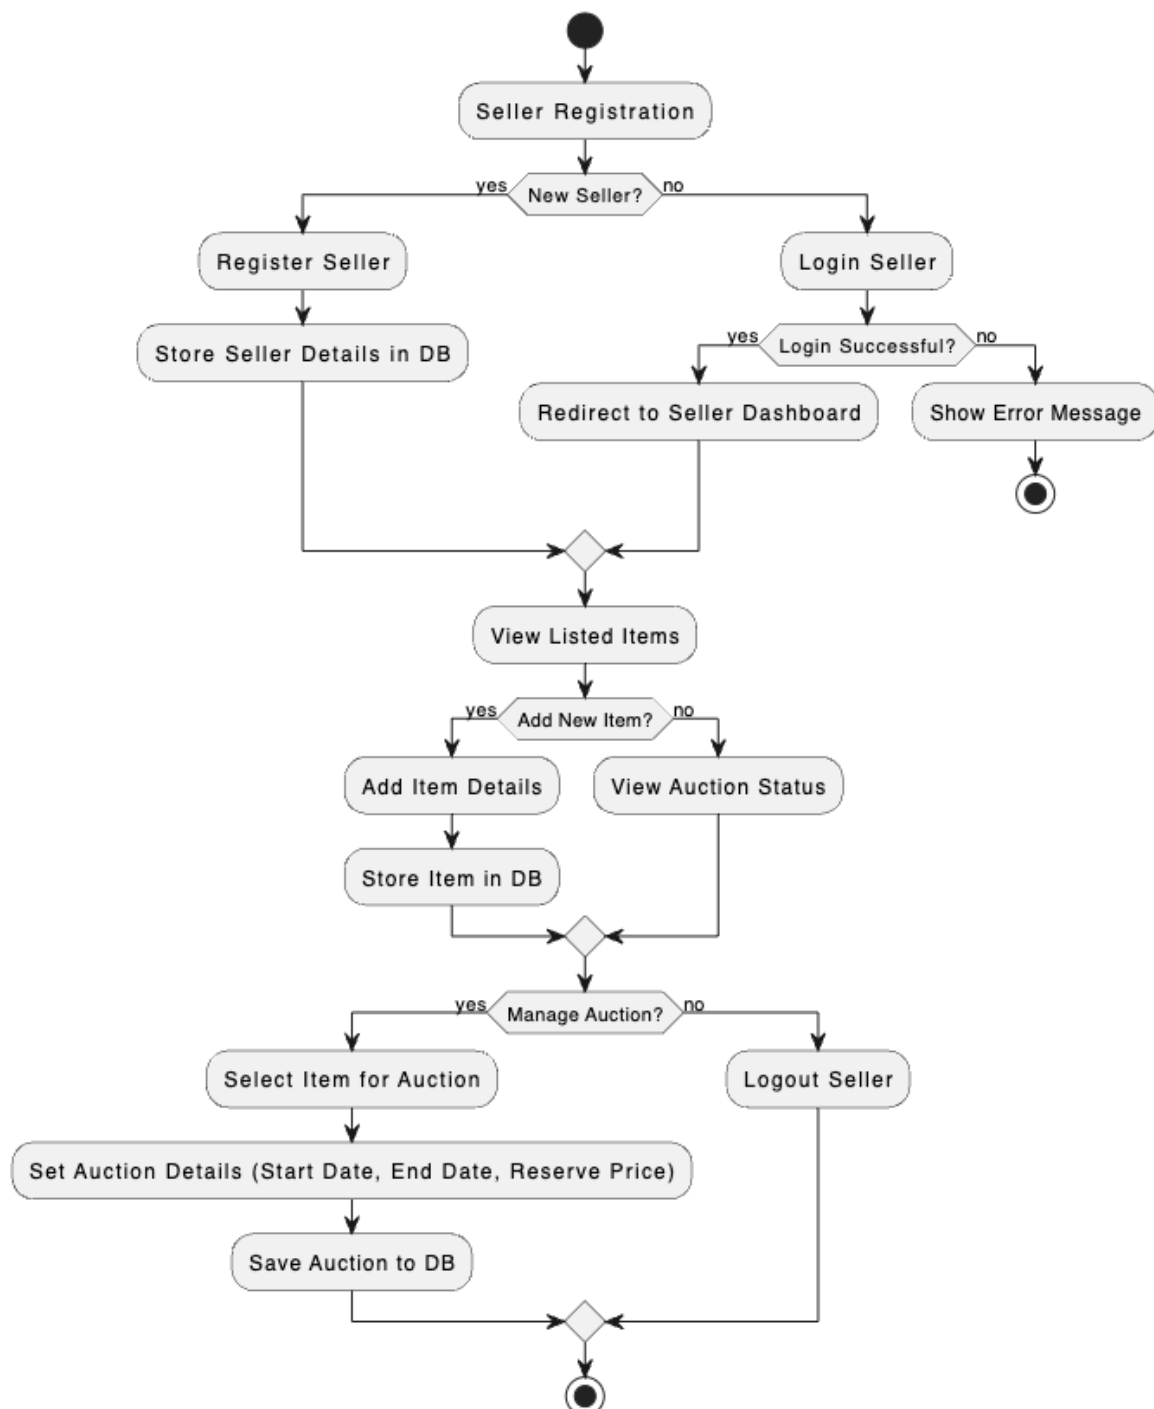 Seller Registration
yes
New Seller?
no
Register Seller
Login Seller
Store Seller Details in DB
yes
Login Successful?
no
Redirect to Seller Dashboard
Show Error Message
View Listed Items
yes
Add New Item?
no
Add Item Details
View Auction Status
Store Item in DB
yes
Manage Auction?
no
Select Item for Auction
Logout Seller
Set Auction Details (Start Date, End Date, Reserve Price)
Save Auction to DB